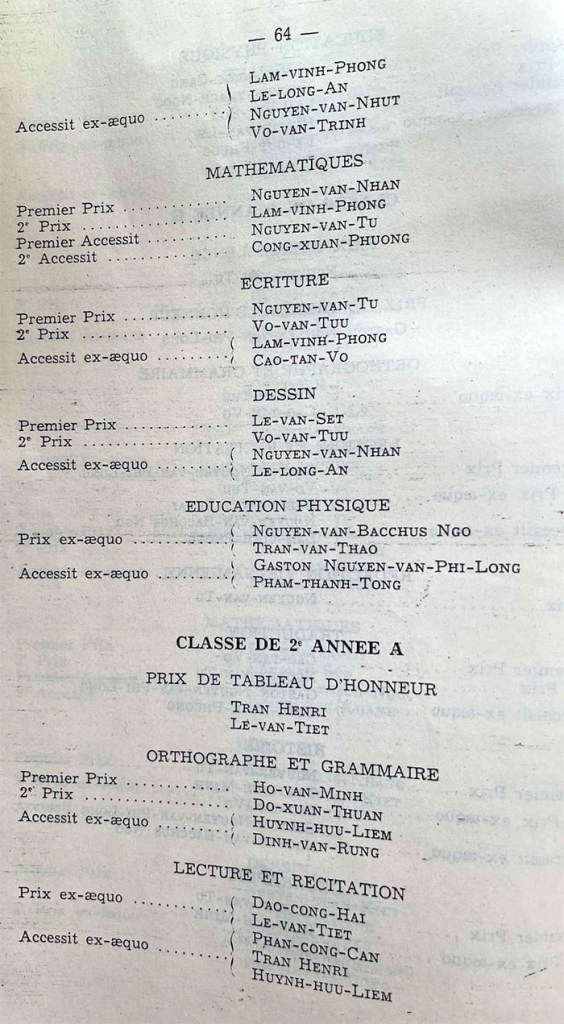 — 64 —
LAM-VINH-PHONG
LE-LONG-AN
Accessit ex-æquo ........ NGUYEN-VAN-NHUT
VO-VAN-TRINH
MATHEMATIQUES
Premier Prix ............ NGUYEN-VAN-NHAN
2e Prix ................. LAM-VINH-PHONG
Premier Accessit ........ NGUYEN-VAN-TU
2e Accessit ............. CONG-XUAN-PHUONG
ECRITURE
Premier Prix ............ NGUYEN-VAN-TU
2e Prix ................. VO-VAN-TUU
Accessit ex-æquo ........ ( LAM-VINH-PHONG
CAO-TAN-VO
DESSIN
Premier Prix ............ LE-VAN-SET
2e Prix ................. VO-VAN-TUU
Accessit ex-æquo ........ ( NGUYEN-VAN-NHAN
LE-LONG-AN
EDUCATION PHYSIQUE
Prix ex-æquo ............ ( NGUYEN-VAN-BACCHUS NGO
TRAN-VAN-THAO
Accessit ex-æquo ........ ( GASTON NGUYEN-VAN-PHI-LONG
PHAM-THANH-TONG
CLASSE DE 2e ANNEE A
PRIX DE TABLEAU D'HONNEUR
TRAN HENRI
LE-VAN-TIET
ORTHOGRAPHE ET GRAMMAIRE
Premier Prix ............ HO-VAN-MINH
2e Prix ................. DO-XUAN-THUAN
Accessit ex-æquo ........ ( HUYNH-HUU-LIEM
DINH-VAN-RUNG
LECTURE ET RECITATION
Prix ex-æquo ............ ( DAO-CONG-HAI
LE-VAN-TIET
Accessit ex-æquo ........ ( PHAN-CONG-CAN
TRAN HENRI
HUYNH-HUU-LIEM